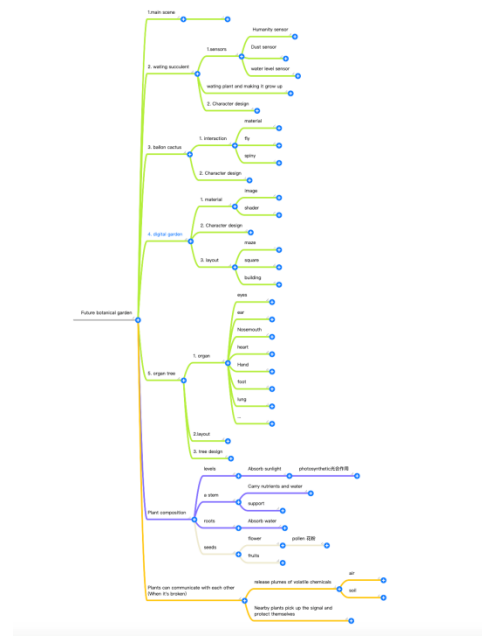 1.main scene
Humanity sensor
Dust sensor
1.sensors
water level sensor
2. waiting succulent
wating plant and making it grow up
2. Character design
material
1. Interaction
fly
3. ballon cactus
spiny
2. Character design
image
1. material
shader
2. Character design
4. digital garden
maze
3. layout
square
building
eyes
Future botanical garden
ear
Nosemouth
heart
1. organ
Hand
5. organ tree
foot
lung
...
2.layout
3. tree design
levels
Absorb sunlight
photosynthetic光合作用
Carry nutrients and water
a stem
support
Plant composition
roots
Absorb water
flower
pollen 花粉
seeds
fruits
air
release plumes of volatile chemicals
Plants can communicate with each other
(When it's broken)
soil
Nearby plants pick up the signal and
protect themselves